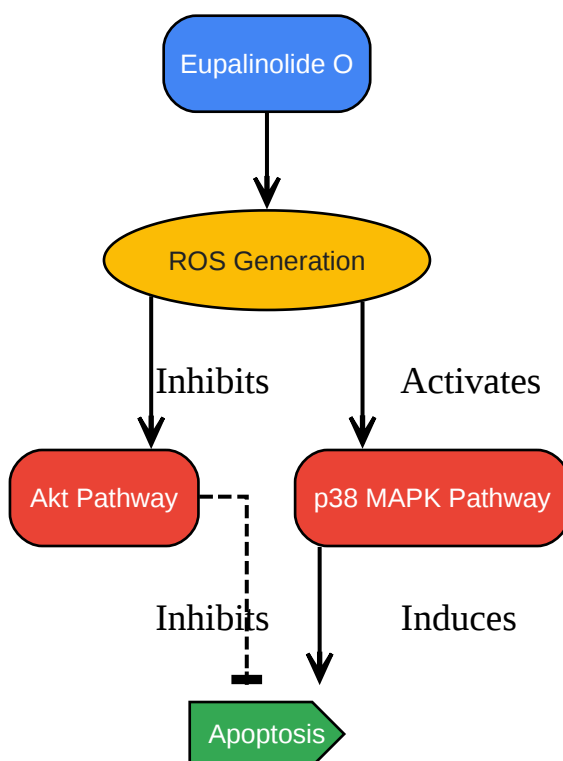 Eupalinolide O
ROS Generation
Inhibits
Activates
Akt Pathway
p38 MAPK Pathway
Inhibits
Induces
Apoptosis